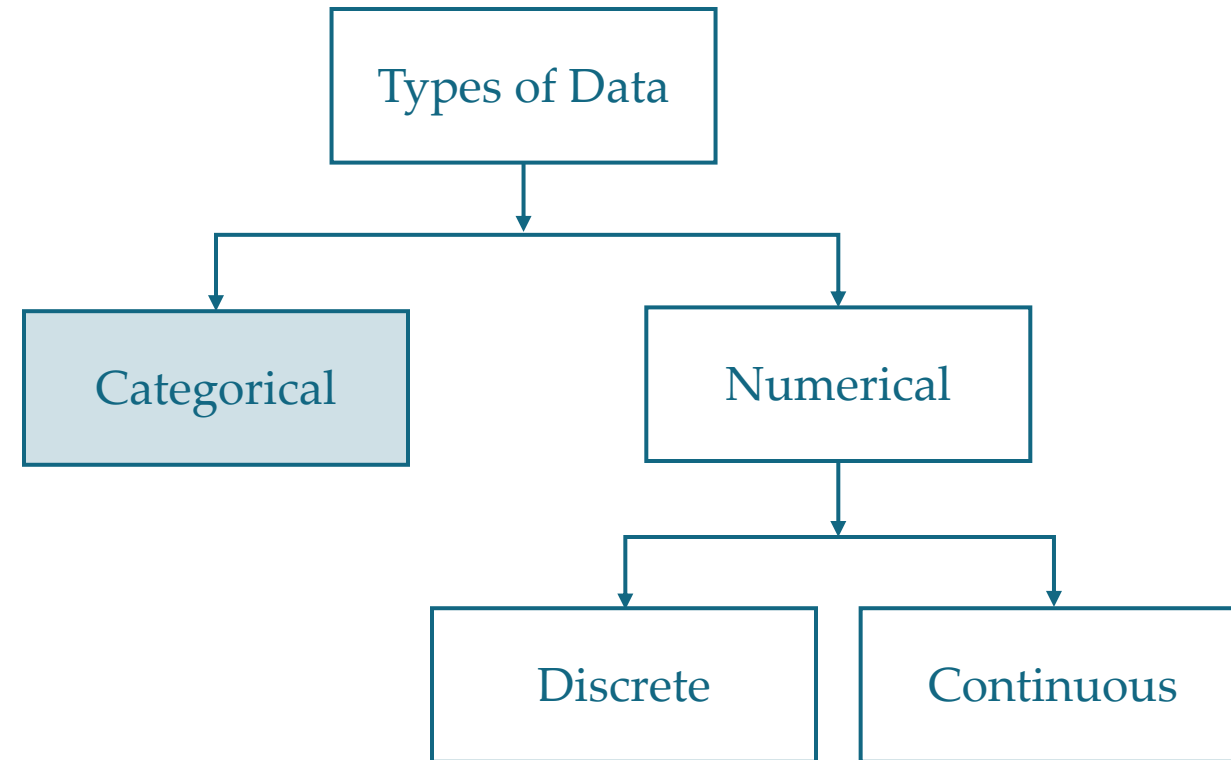 Types of Data
Categorical
Numerical
Discrete
Continuous